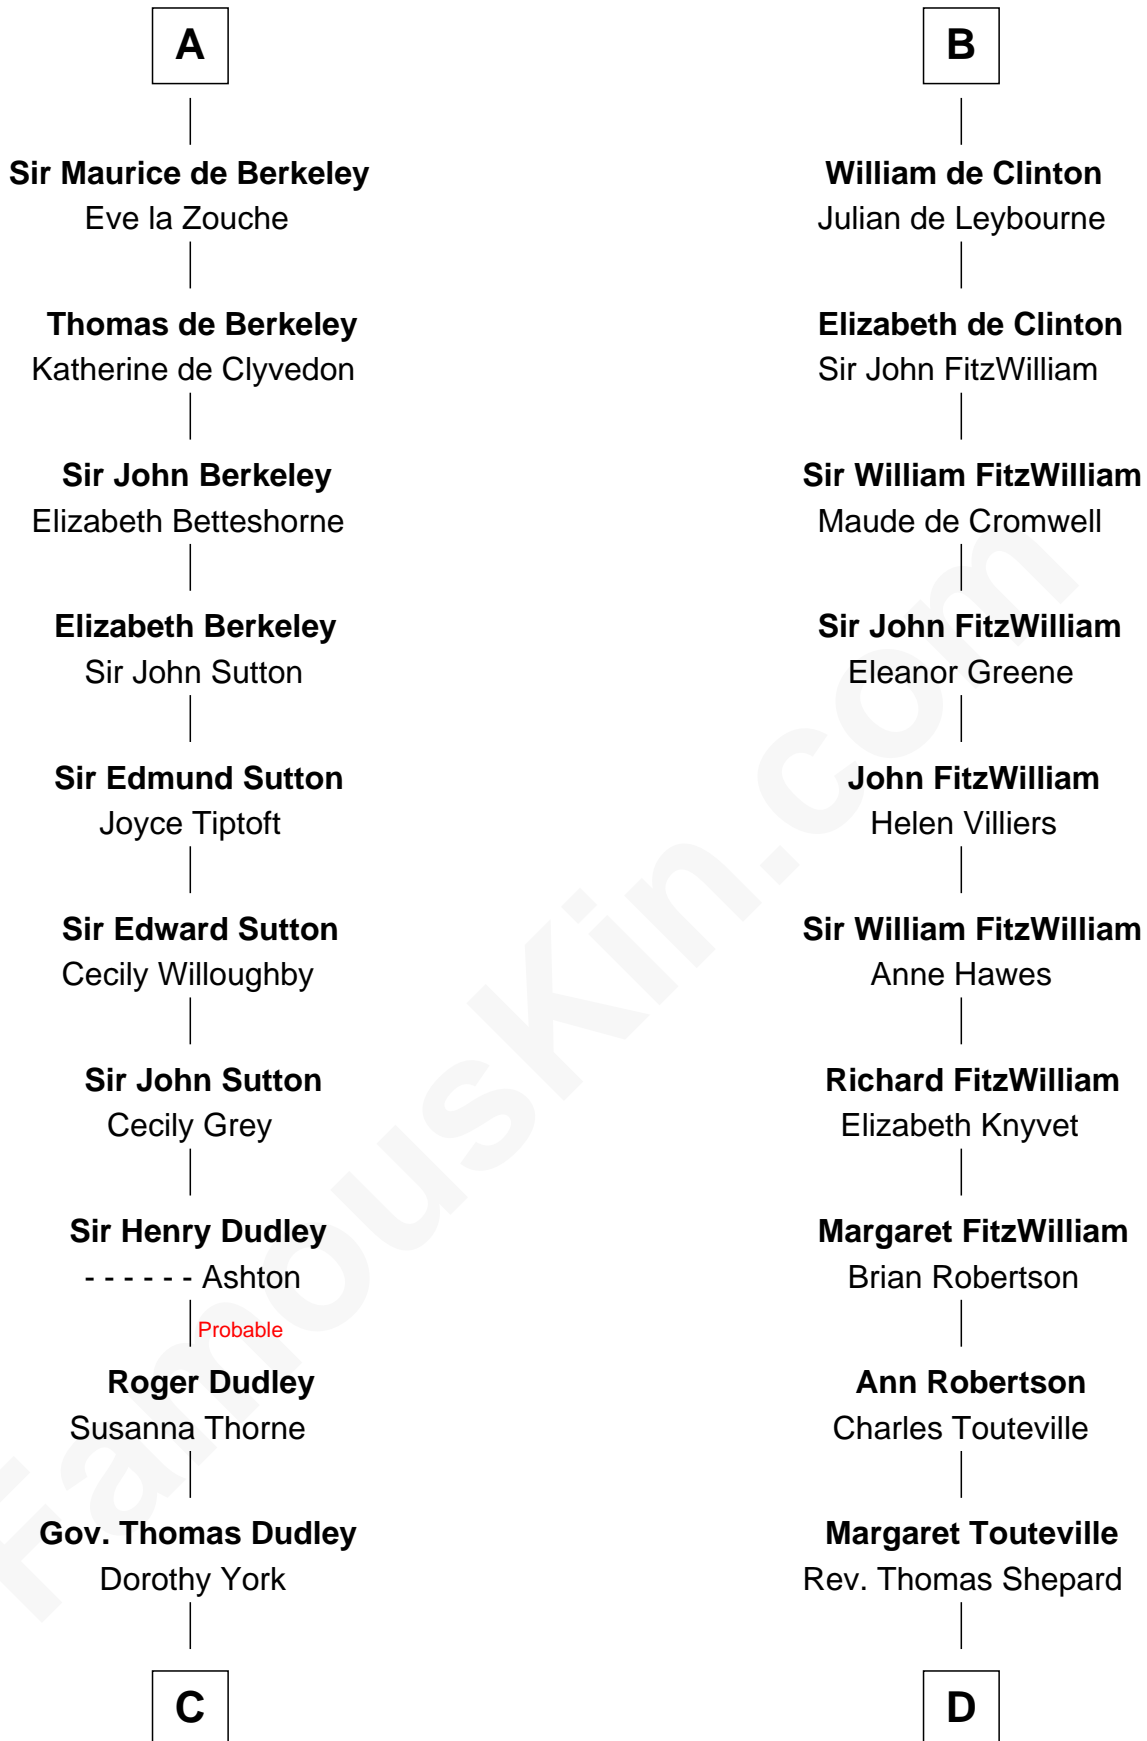 A
Sir Maurice de Berkeley
Eve la Zouche
Thomas de Berkeley
Katherine de Clyvedon
Sir John Berkeley
Elizabeth Betteshorne
Elizabeth Berkeley
Sir John Sutton
Sir Edmund Sutton
Joyce Tiptoft
Sir Edward Sutton
Cecily Willoughby
Sir John Sutton
Cecily Grey
Sir Henry Dudley
- - - - - - Ashton
Probable
Roger Dudley
Susanna Thorne
Gov. Thomas Dudley
Dorothy York
C
B
William de Clinton
Julian de Leybourne
Elizabeth de Clinton
Sir John FitzWilliam
Sir William FitzWilliam
Maude de Cromwell
Sir John FitzWilliam
Eleanor Greene
John FitzWilliam
Helen Villiers
Sir William FitzWilliam
Anne Hawes
Richard FitzWilliam
Elizabeth Knyvet
Margaret FitzWilliam
Brian Robertson
Ann Robertson
Charles Touteville
Margaret Touteville
Rev. Thomas Shepard
D
FamousKin.com